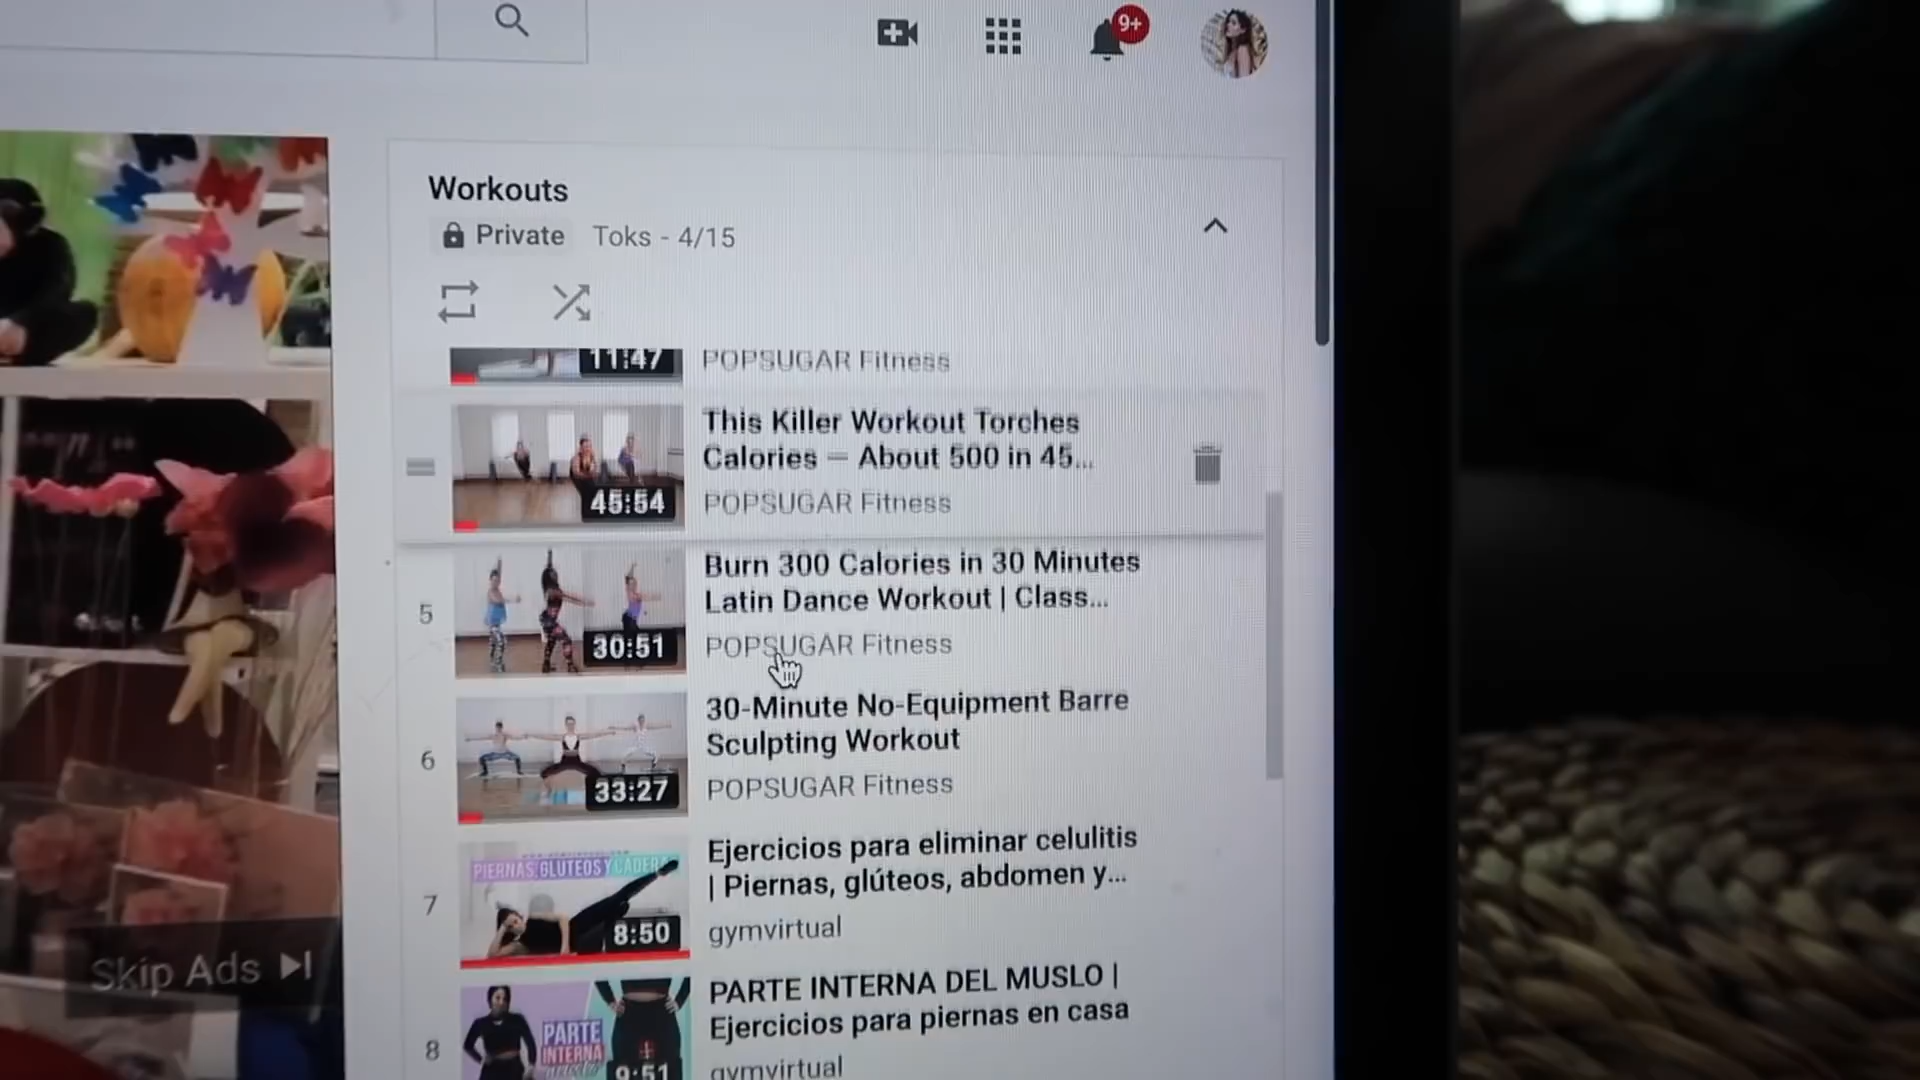 9+
Workouts
Private Toks - 4/15
11:47
POPSUGAR Fitness
This Killer Workout Torches
Calories — About 500 in 45...
POPSUGAR Fitness
45:54
5
Burn 300 Calories in 30 Minutes
Latin Dance Workout | Class...
POPSUGAR Fitness
30:51
6
30-Minute No-Equipment Barre
Sculpting Workout
POPSUGAR Fitness
33:27
7
PIERNAS, GLUTEOS Y CADERA
8:50
Ejercicios para eliminar celulitis
| Piernas, glúteos, abdomen y...
gymvirtual
8
PARTE
INTERNA
9:51
PARTE INTERNA DEL MUSLO |
Ejercicios para piernas en casa
gymvirtual
Skip Ads